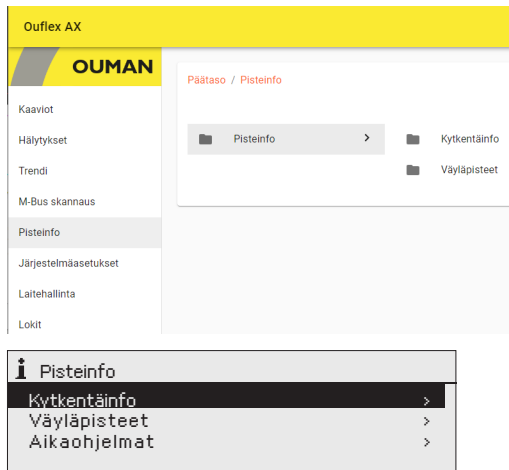 Ouflex AX
OUMAN
Kaaviot
Hälytykset
Trendi
M-Bus skannaus
Pisteinfo
Järjestelmäasetukset
Laitehallinta
Lokit
Päätaso / Pisteinfo
Pisteinfo
Kytkentäinfo
Väyläpisteet
i Pisteinfo
Kytkentäinfo >
Väyläpisteet >
Aikaohjelmat >